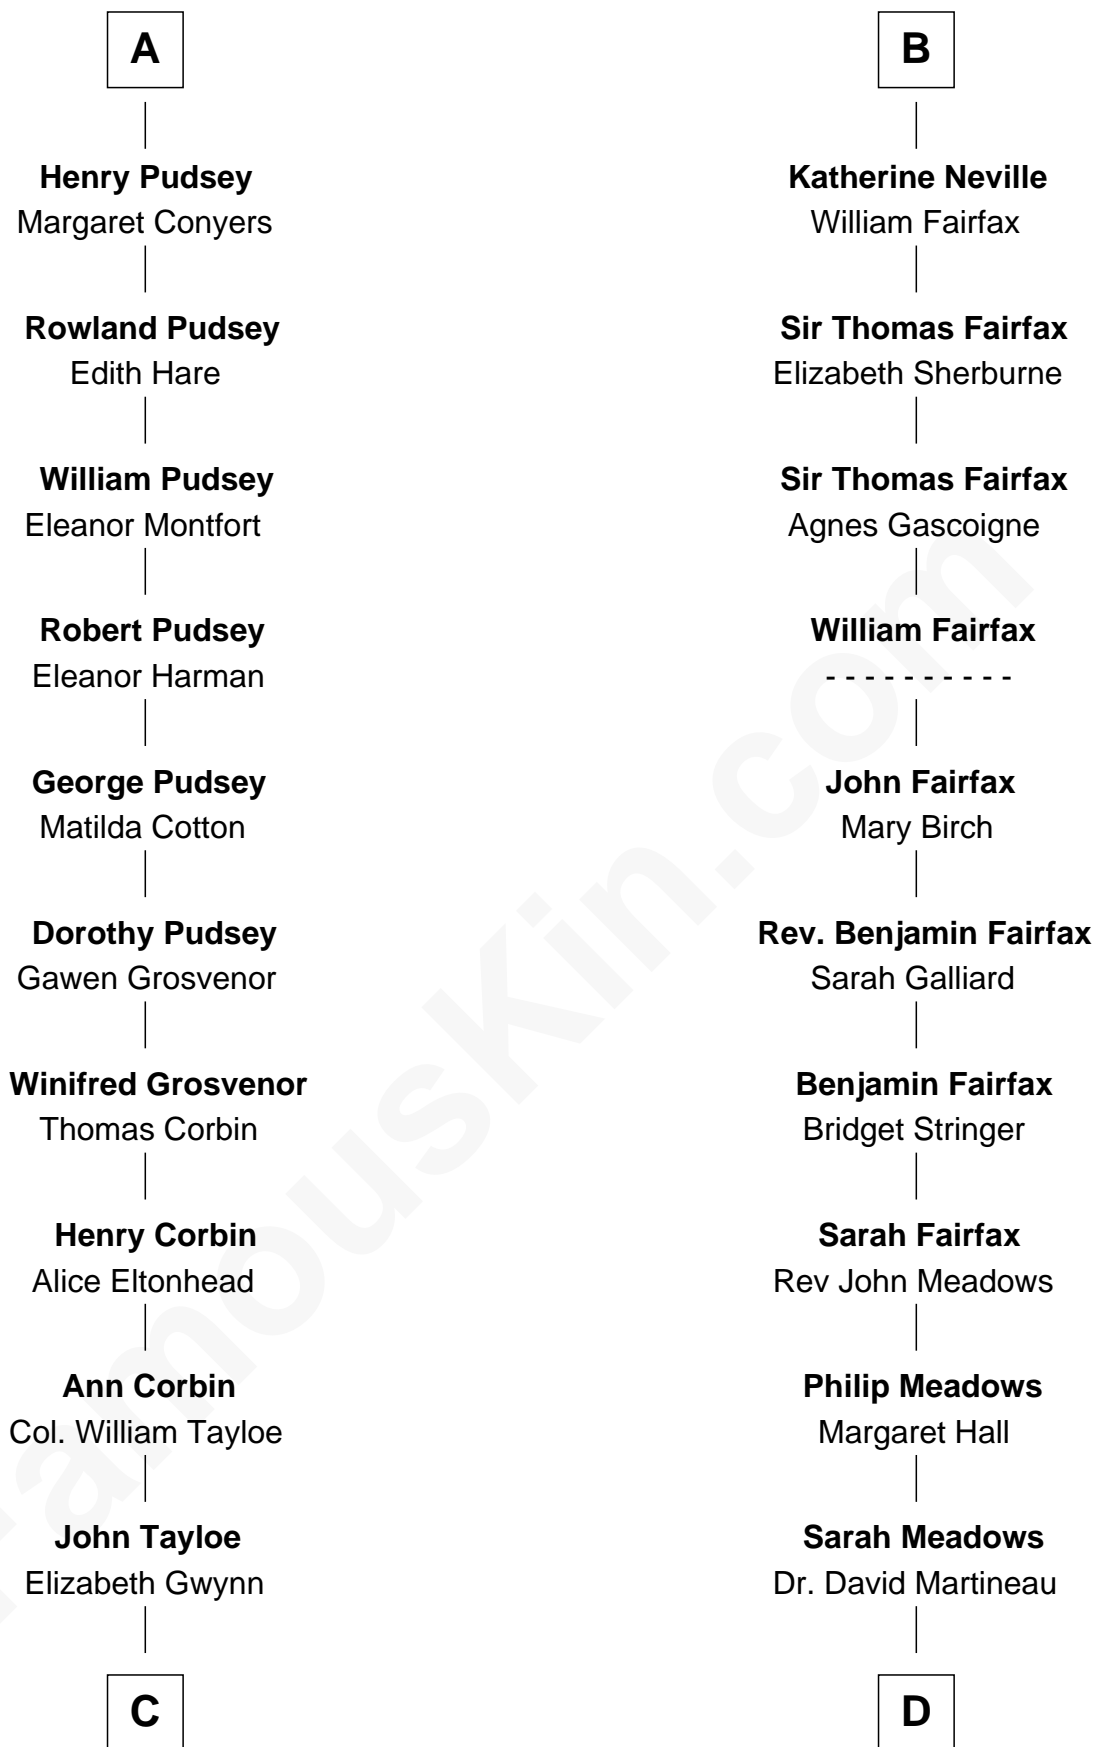 A
Henry Pudsey
Margaret Conyers
Rowland Pudsey
Edith Hare
William Pudsey
Eleanor Montfort
Robert Pudsey
Eleanor Harman
George Pudsey
Matilda Cotton
Dorothy Pudsey
Gawen Grosvenor
Winifred Grosvenor
Thomas Corbin
Henry Corbin
Alice Eltonhead
Ann Corbin
Col. William Tayloe
John Tayloe
Elizabeth Gwynn
C
B
Katherine Neville
William Fairfax
Sir Thomas Fairfax
Elizabeth Sherburne
Sir Thomas Fairfax
Agnes Gascoigne
William Fairfax
- - - - - - - - - -
John Fairfax
Mary Birch
Rev. Benjamin Fairfax
Sarah Galliard
Benjamin Fairfax
Bridget Stringer
Sarah Fairfax
Rev John Meadows
Philip Meadows
Margaret Hall
Sarah Meadows
Dr. David Martineau
D
FamousKin.com